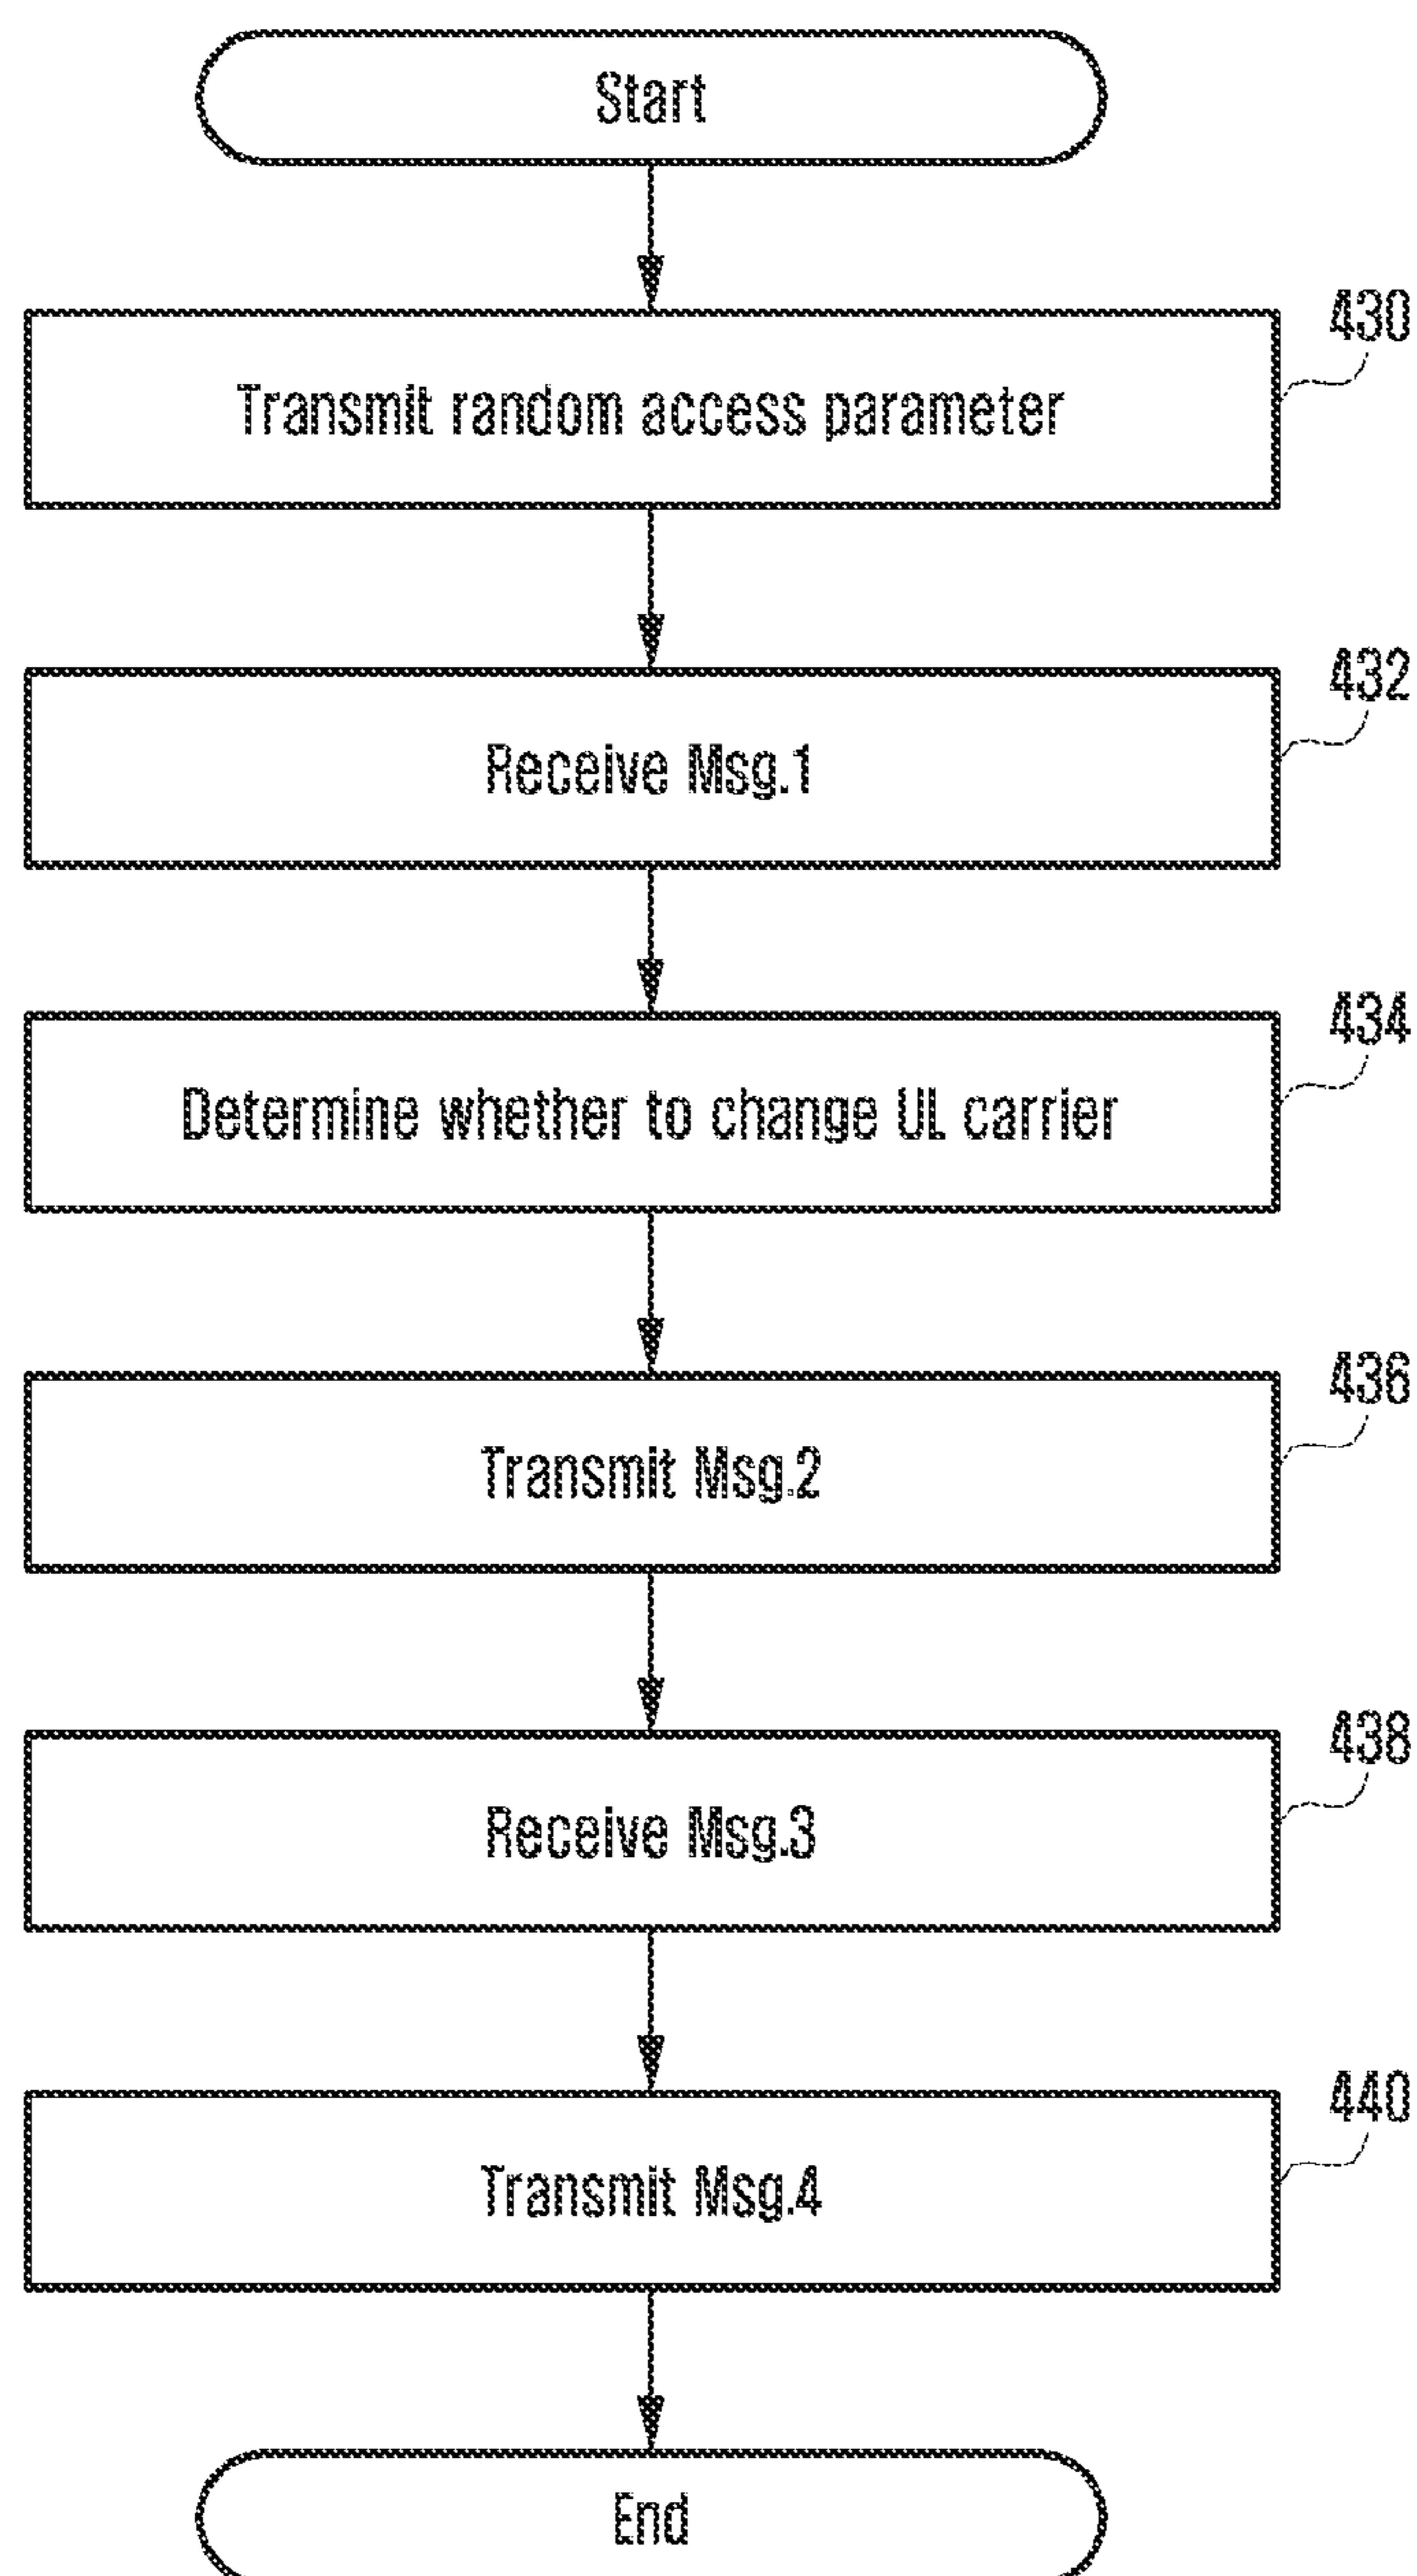 Start
430
Transmit random access parameter
432
Receive Msg.1
434
Determine whether to change UL carrier
436
Transmit Msg.2
438
Receive Msg.3
440
Transmit Msg.4
End